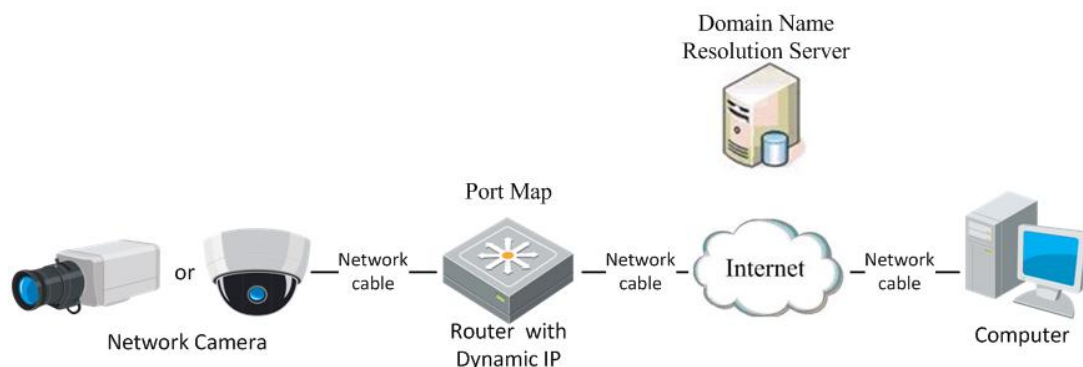 Domain Name
Resolution Server
Port Map
or
Network
cable
Network
cable
Internet
Network
cable
Network Camera
Router with
Dynamic IP
Computer